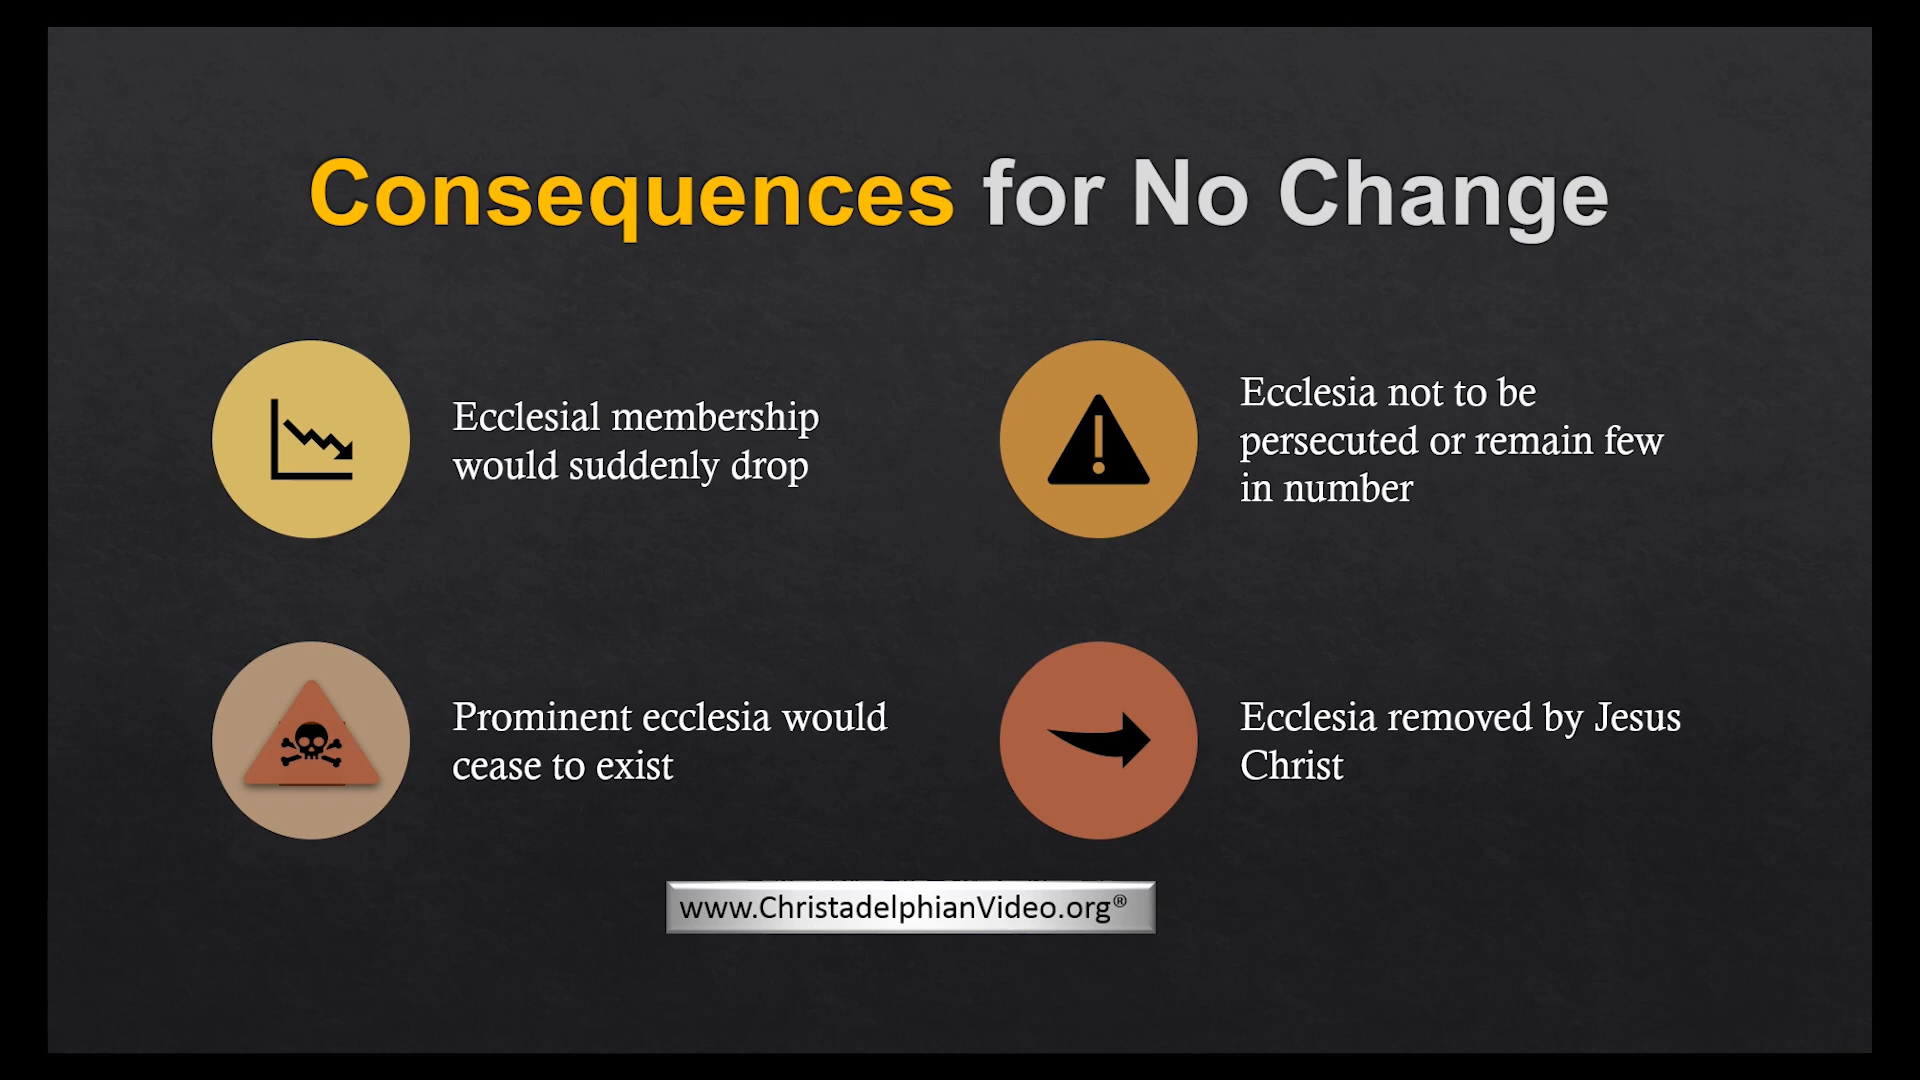 Consequences for No Change
Ecclesial membership
would suddenly drop
Ecclesia not to be
persecuted or remain few
in number
Prominent ecclesia would
cease to exist
Ecclesia removed by Jesus
Christ
www.ChristadelphianVideo.org®